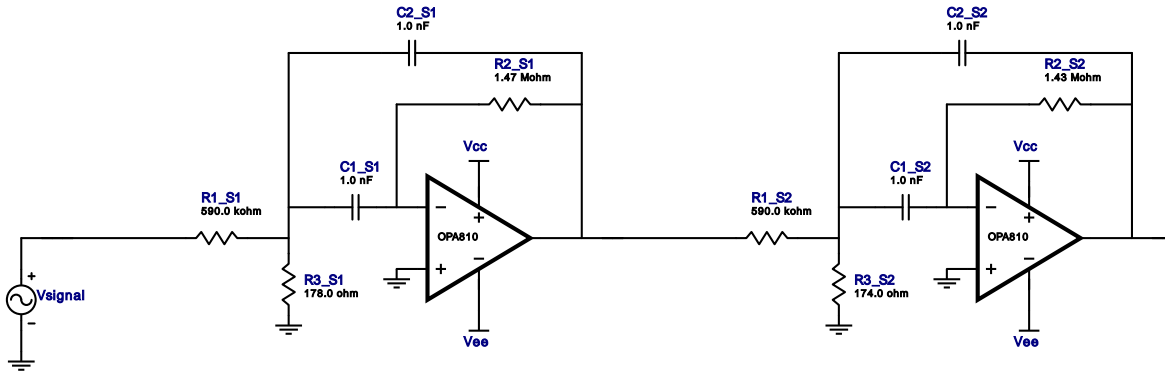 C2_S1
1.0 nF
R2_S1
1.47 Mohm
Vcc
C1_S1
1.0 nF
R1_S1
590.0 kohm
OPA810
R3_S1
178.0 ohm
Vsignal
Vee
C2_S2
1.0 nF
R2_S2
1.43 Mohm
Vcc
C1_S2
1.0 nF
R1_S2
590.0 kohm
OPA810
R3_S2
174.0 ohm
Vee